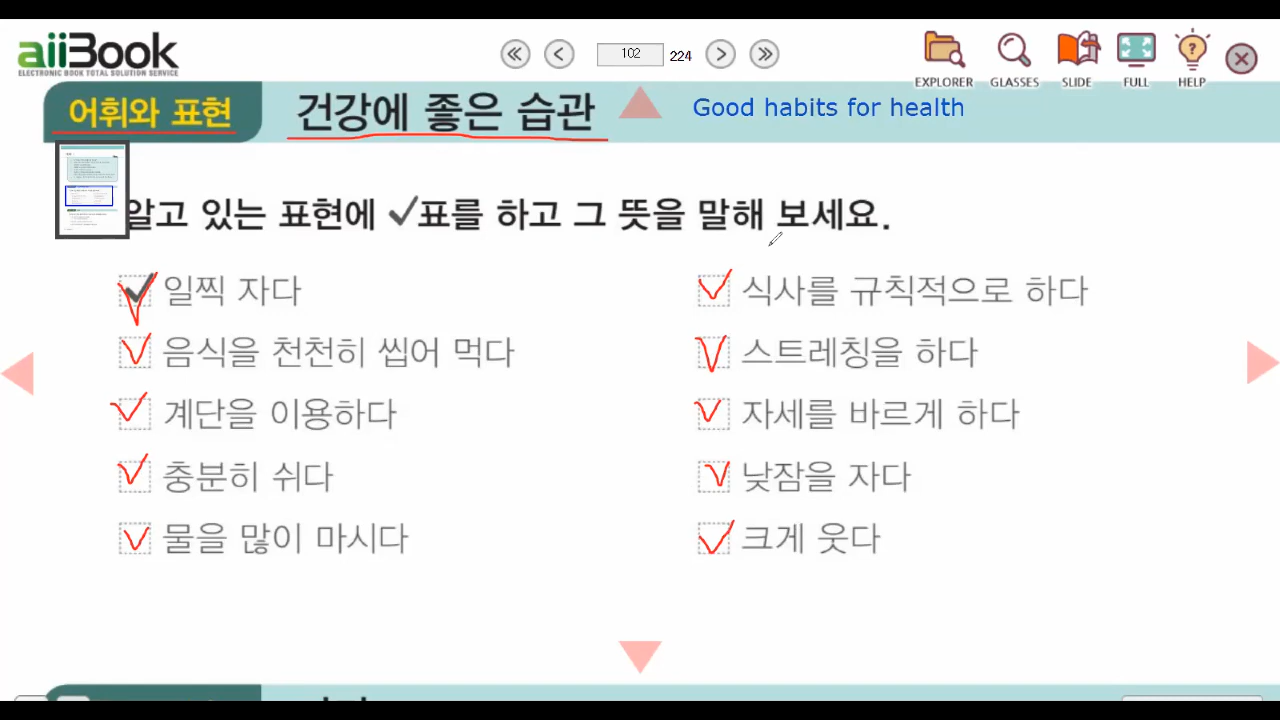 aiiBook
ELECTRONIC BOOK TOTAL SOLUTION SERVICE
102 224
EXPLORER GLASSES SLIDE FULL HELP
어휘와 표현 건강에 좋은 습관 Good habits for health
알고 있는 표현에 ✓표를 하고 그 뜻을 말해 보세요.
일찍 자다
음식을 천천히 씹어 먹다
계단을 이용하다
충분히 쉬다
물을 많이 마시다
식사를 규칙적으로 하다
스트레칭을 하다
자세를 바르게 하다
낮잠을 자다
크게 웃다